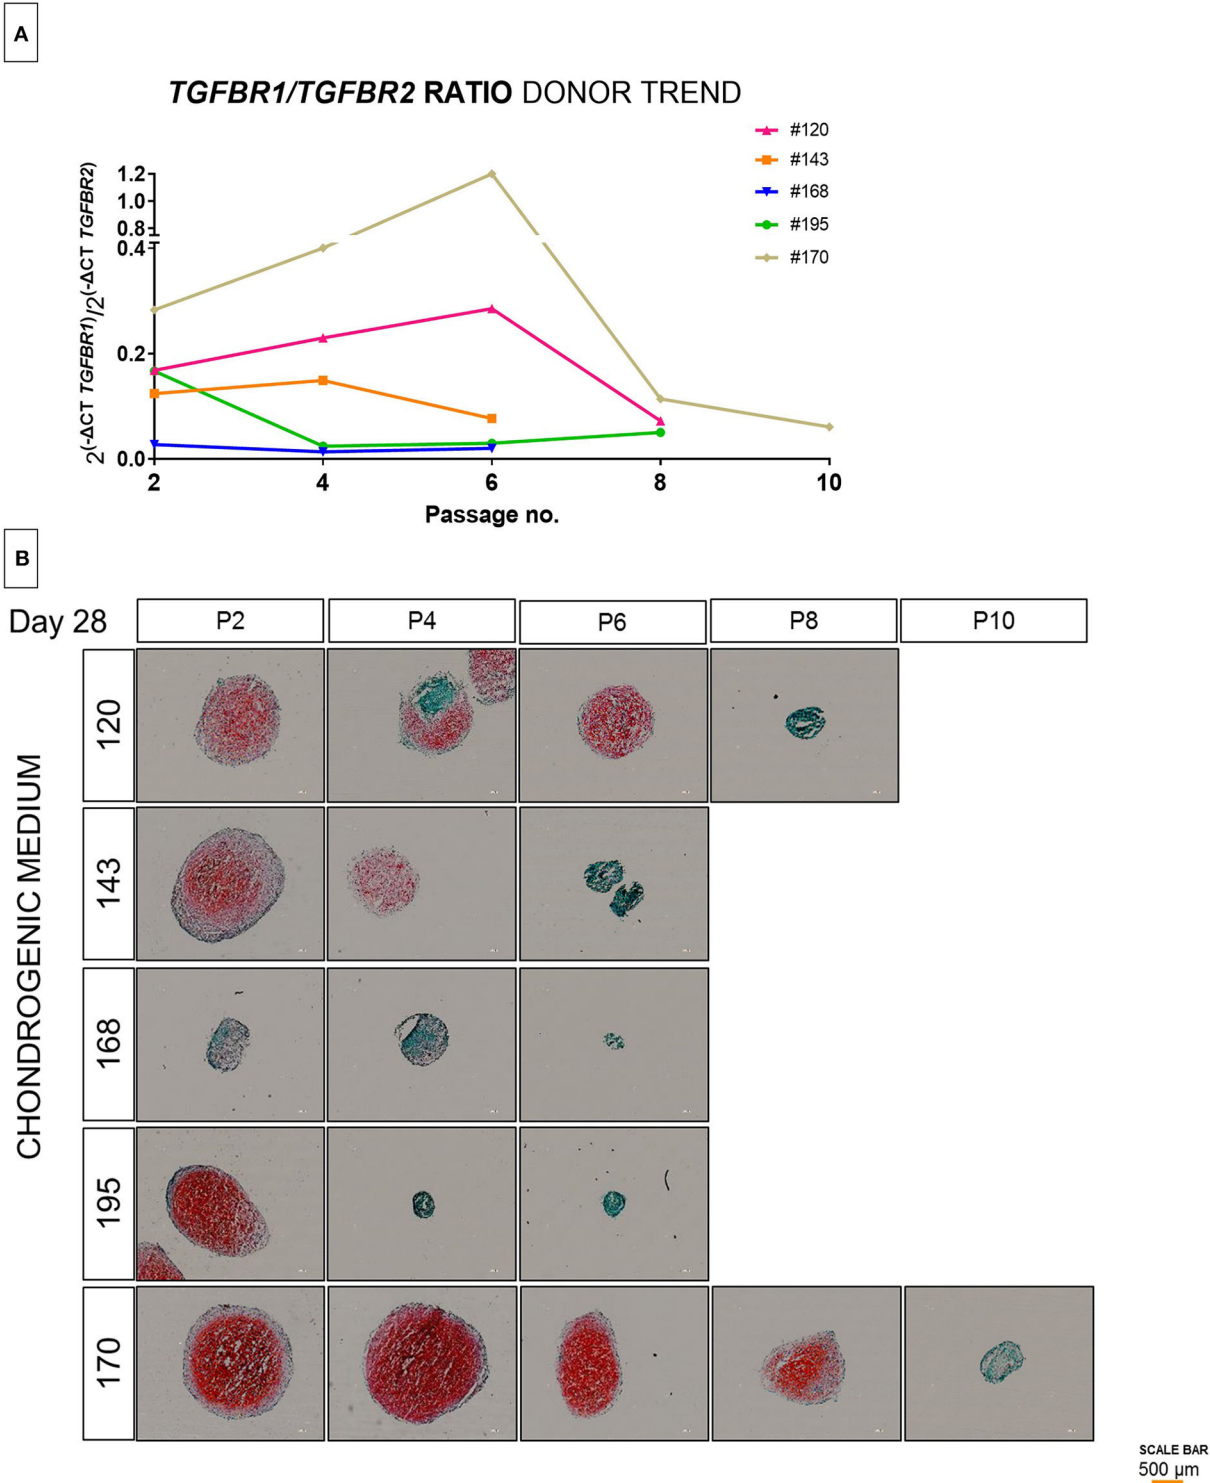 A
TGFBR1/TGFBR2 RATIO DONOR TREND
#120
#143
#168
#195
#170
2(-ΔCT TGFBR1)/2(-ΔCT TGFBR2)
1.2
1.0
0.8
0.4
0.2
0.0
2 4 6 8 10
Passage no.
B
Day 28 P2 P4 P6 P8 P10
CHONDROGENIC MEDIUM
120
143
168
195
170
SCALE BAR
500 µm